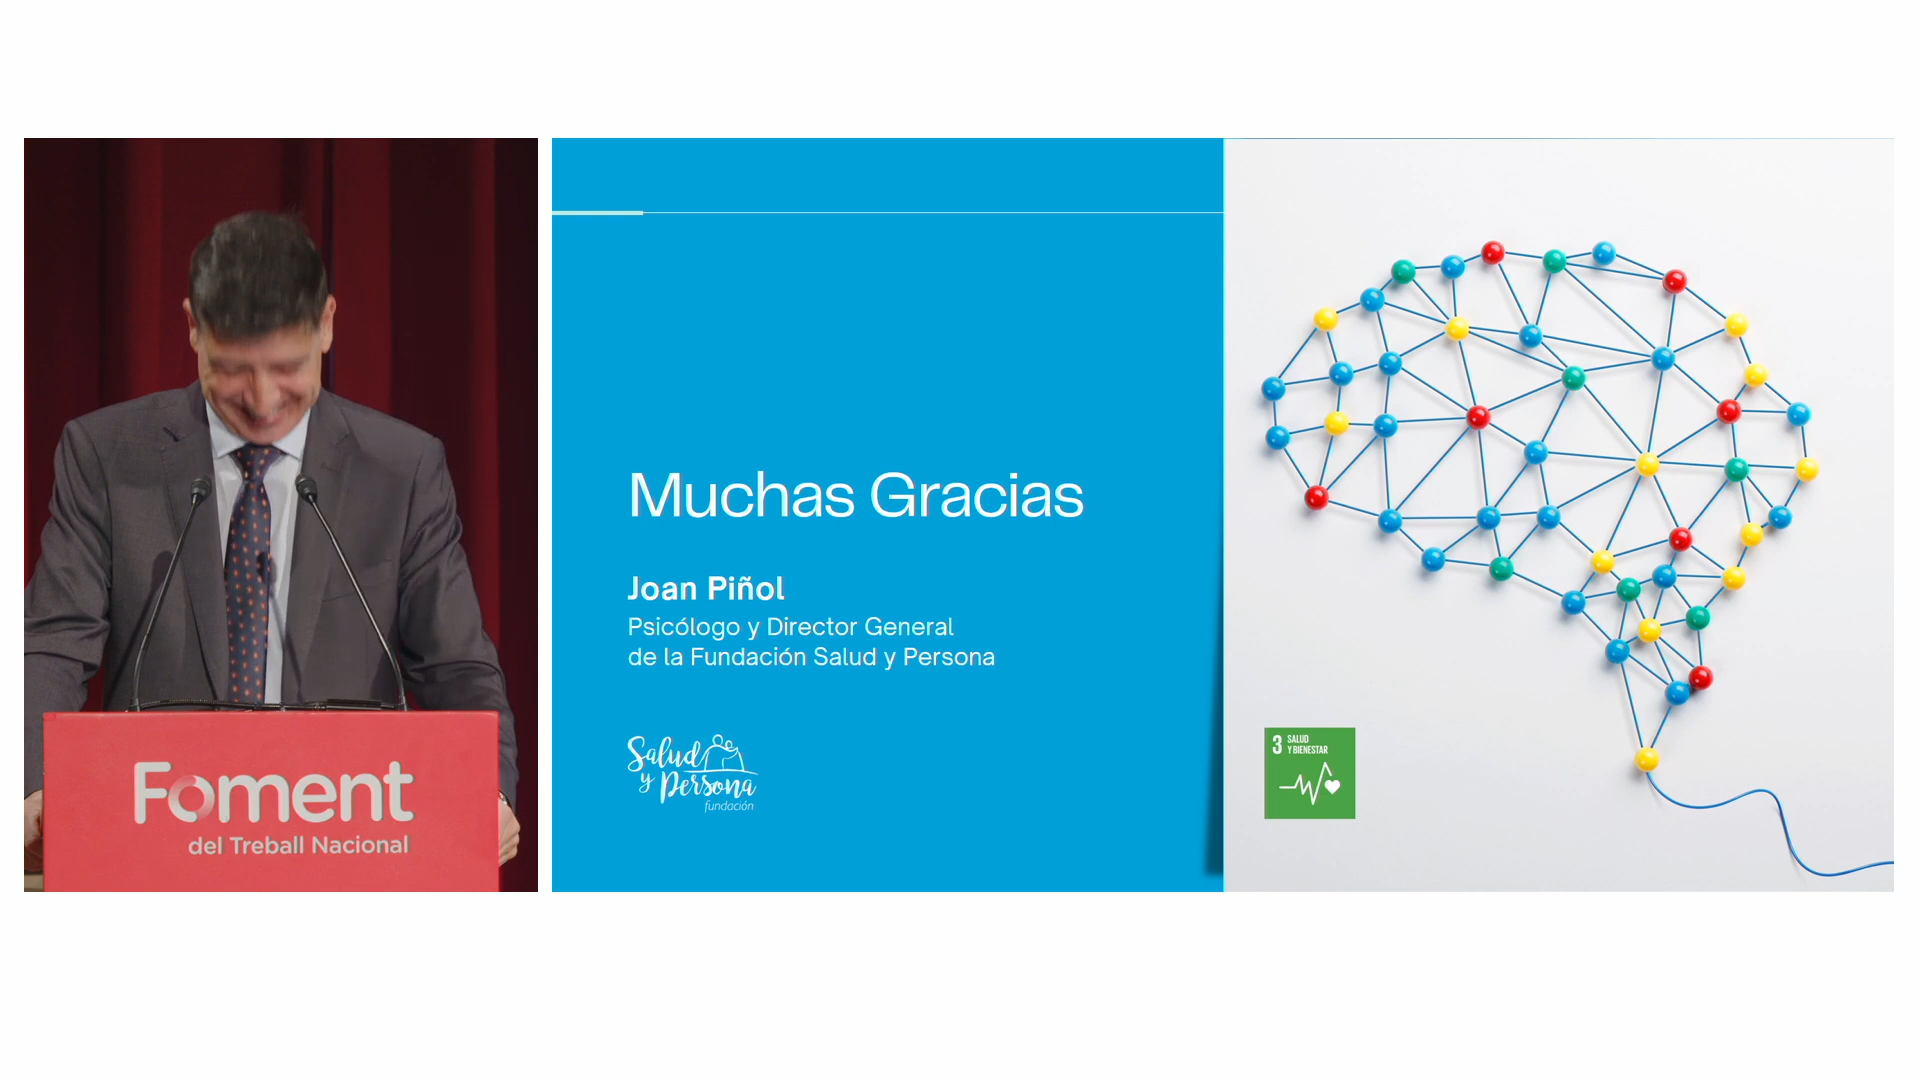 Foment
del Treball Nacional
Muchas Gracias
Joan Piñol
Psicólogo y Director General
de la Fundación Salud y Persona
Salud
y Persona
fundación
3 SALUD
Y BIENESTAR